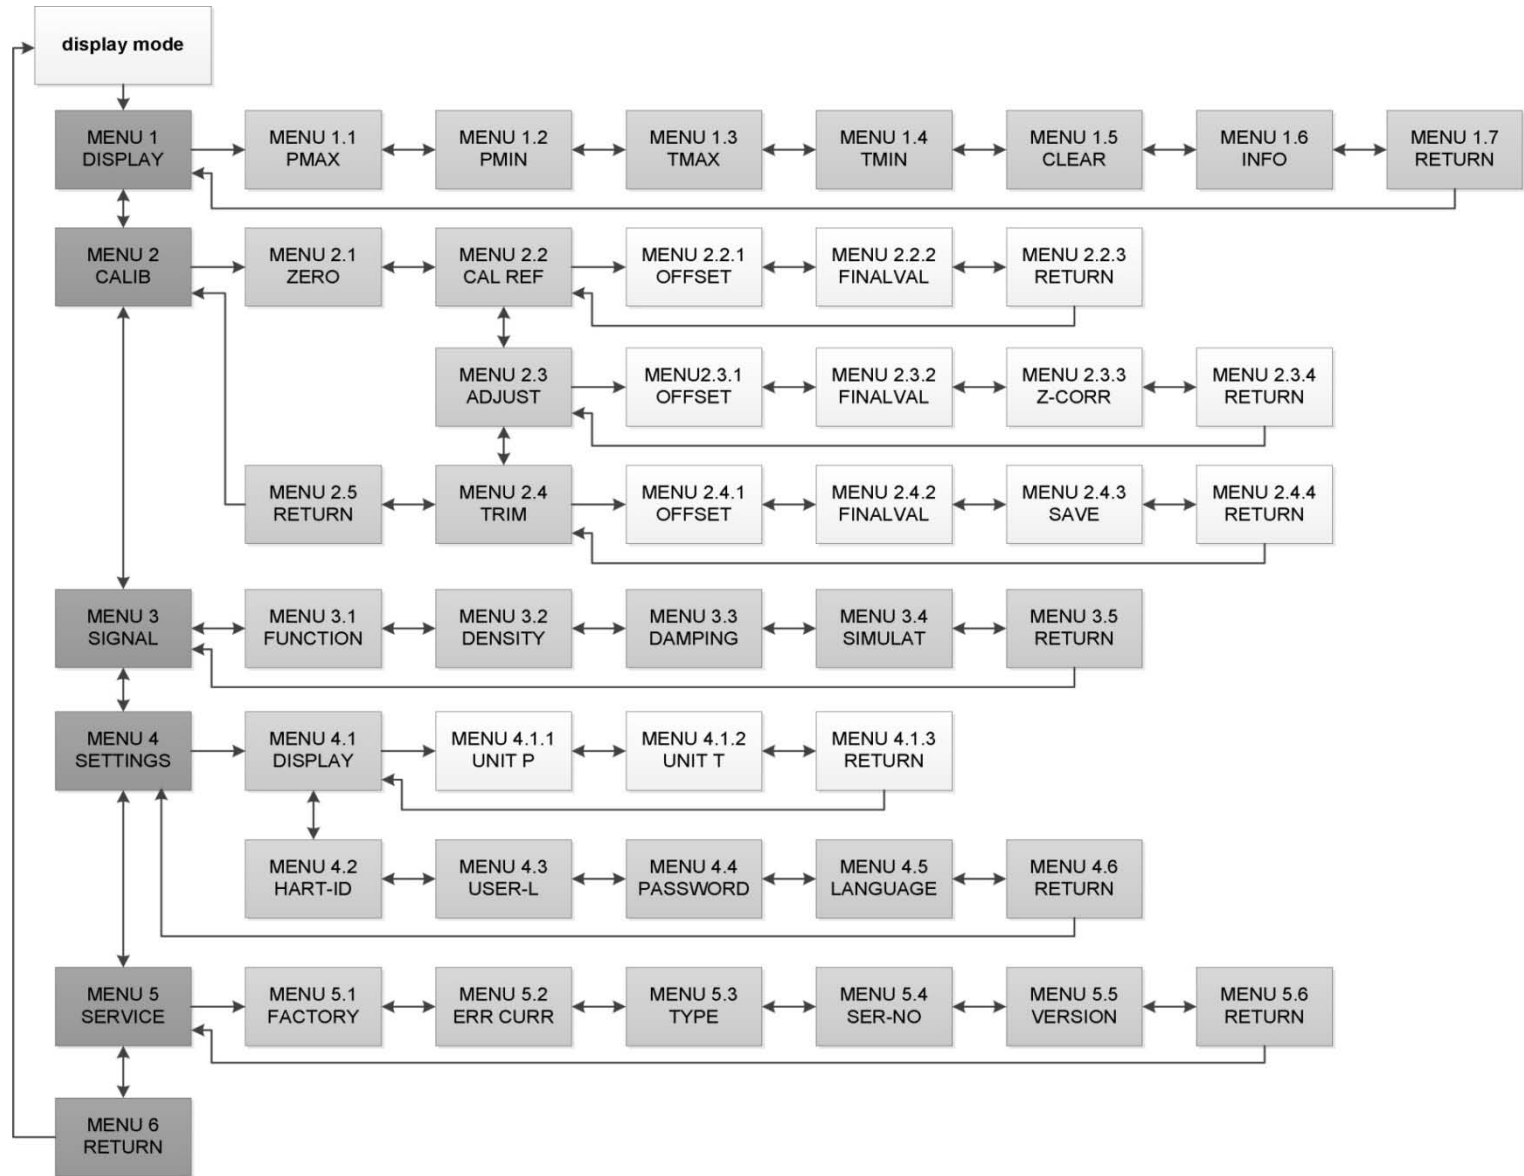 display mode
MENU 1
DISPLAY
MENU 1.1
PMAX
MENU 1.2
PMIN
MENU 1.3
TMAX
MENU 1.4
TMIN
MENU 1.5
CLEAR
MENU 1.6
INFO
MENU 1.7
RETURN
MENU 2
CALIB
MENU 2.1
ZERO
MENU 2.2
CAL REF
MENU 2.2.1
OFFSET
MENU 2.2.2
FINALVAL
MENU 2.2.3
RETURN
MENU 2.3
ADJUST
MENU2.3.1
OFFSET
MENU 2.3.2
FINALVAL
MENU 2.3.3
Z-CORR
MENU 2.3.4
RETURN
MENU 2.5
RETURN
MENU 2.4
TRIM
MENU 2.4.1
OFFSET
MENU 2.4.2
FINALVAL
MENU 2.4.3
SAVE
MENU 2.4.4
RETURN
MENU 3
SIGNAL
MENU 3.1
FUNCTION
MENU 3.2
DENSITY
MENU 3.3
DAMPING
MENU 3.4
SIMULAT
MENU 3.5
RETURN
MENU 4
SETTINGS
MENU 4.1
DISPLAY
MENU 4.1.1
UNIT P
MENU 4.1.2
UNIT T
MENU 4.1.3
RETURN
MENU 4.2
HART-ID
MENU 4.3
USER-L
MENU 4.4
PASSWORD
MENU 4.5
LANGUAGE
MENU 4.6
RETURN
MENU 5
SERVICE
MENU 5.1
FACTORY
MENU 5.2
ERR CURR
MENU 5.3
TYPE
MENU 5.4
SER-NO
MENU 5.5
VERSION
MENU 5.6
RETURN
MENU 6
RETURN